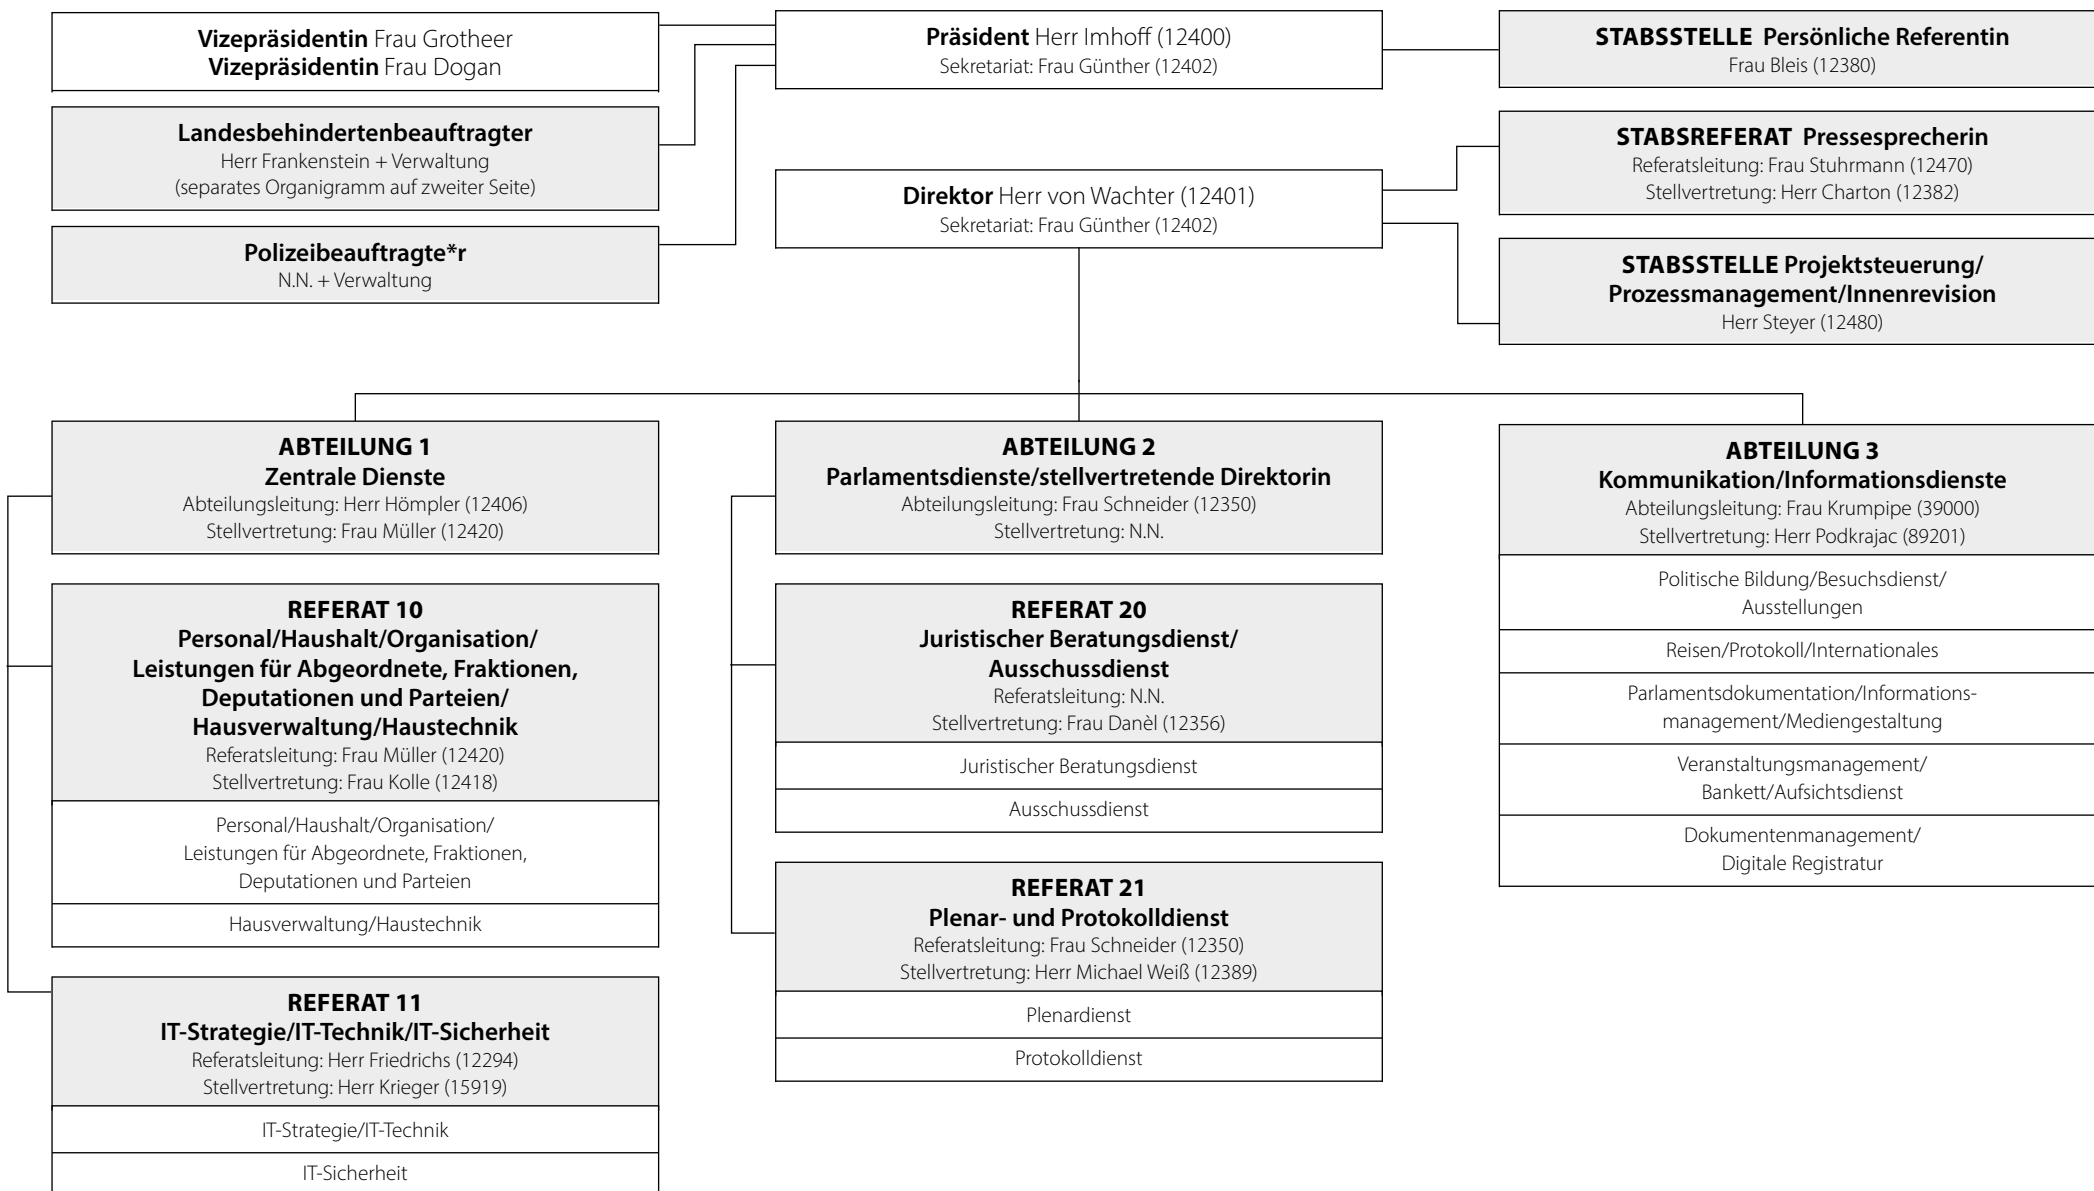 Vizepräsidentin Frau Grotheer
Vizepräsidentin Frau Dogan
Präsident Herr Imhoff (12400)
Sekretariat: Frau Günther (12402)
STABSSTELLE Persönliche Referentin
Frau Bleis (12380)
Landesbehindertenbeauftragter
Herr Frankenstein + Verwaltung
(separates Organigramm auf zweiter Seite)
STABSREFERAT Pressesprecherin
Referatsleitung: Frau Stuhrmann (12470)
Stellvertretung: Herr Charton (12382)
Direktor Herr von Wachter (12401)
Sekretariat: Frau Günther (12402)
Polizeibeauftragte*r
N.N. + Verwaltung
STABSSTELLE Projektsteuerung/
Prozessmanagement/Innenrevision
Herr Steyer (12480)
ABTEILUNG 1
Zentrale Dienste
Abteilungsleitung: Herr Hömpler (12406)
Stellvertretung: Frau Müller (12420)
REFERAT 10
Personal/Haushalt/Organisation/
Leistungen für Abgeordnete, Fraktionen,
Deputationen und Parteien/
Hausverwaltung/Haustechnik
Referatsleitung: Frau Müller (12420)
Stellvertretung: Frau Kolle (12418)
Personal/Haushalt/Organisation/
Leistungen für Abgeordnete, Fraktionen,
Deputationen und Parteien
Hausverwaltung/Haustechnik
REFERAT 11
IT-Strategie/IT-Technik/IT-Sicherheit
Referatsleitung: Herr Friedrichs (12294)
Stellvertretung: Herr Krieger (15919)
IT-Strategie/IT-Technik
IT-Sicherheit
ABTEILUNG 2
Parlamentsdienste/stellvertretende Direktorin
Abteilungsleitung: Frau Schneider (12350)
Stellvertretung: N.N.
REFERAT 20
Juristischer Beratungsdienst/
Ausschussdienst
Referatsleitung: N.N.
Stellvertretung: Frau Danèl (12356)
Juristischer Beratungsdienst
Ausschussdienst
REFERAT 21
Plenar- und Protokolldienst
Referatsleitung: Frau Schneider (12350)
Stellvertretung: Herr Michael Weiß (12389)
Plenardienst
Protokolldienst
ABTEILUNG 3
Kommunikation/Informationsdienste
Abteilungsleitung: Frau Krumpipe (39000)
Stellvertretung: Herr Podkrajac (89201)
Politische Bildung/Besuchsdienst/
Ausstellungen
Reisen/Protokoll/Internationales
Parlamentsdokumentation/Informations-
management/Mediengestaltung
Veranstaltungsmanagement/
Bankett/Aufsichtsdienst
Dokumentenmanagement/
Digitale Registratur